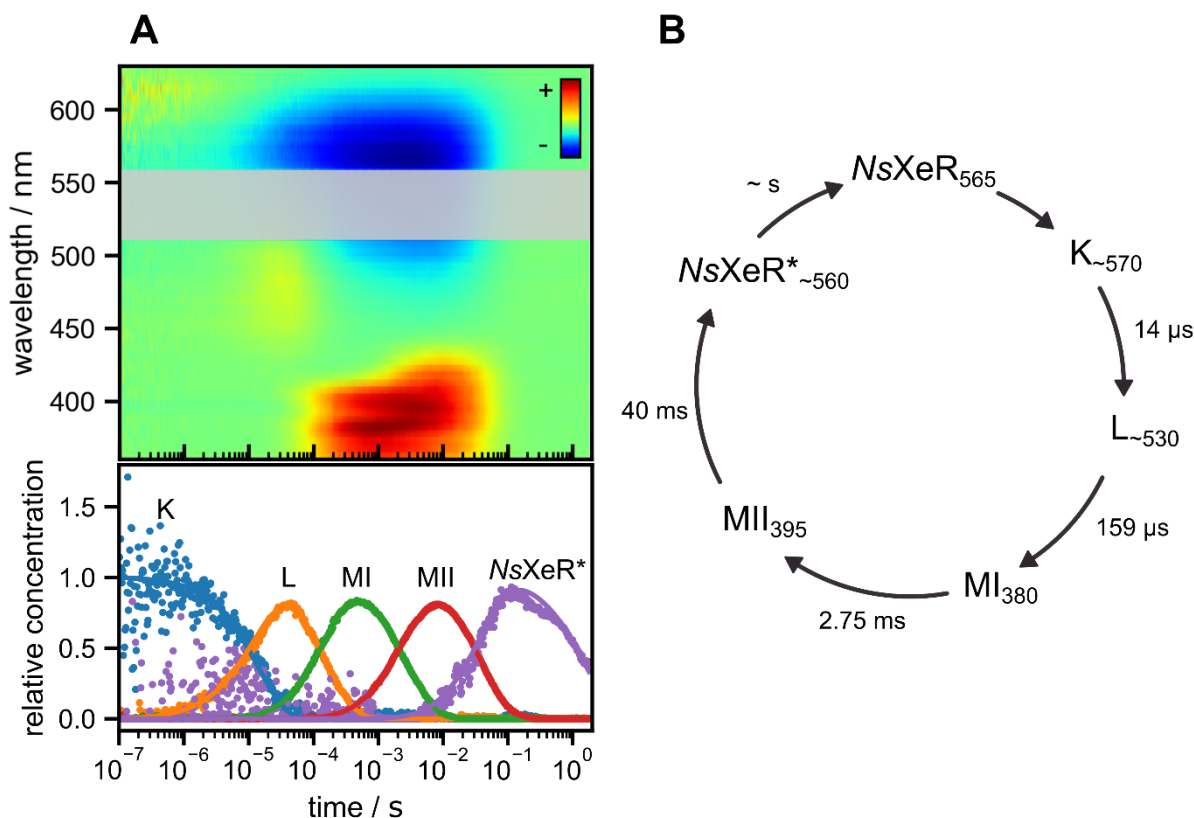 A
B
+
-
600
550
500
450
400
wavelength / nm
K
L
MI
MII
NsXeR*
1.5
1.0
0.5
0.0
relative concentration
10⁻⁷
10⁻⁶
10⁻⁵
10⁻⁴
10⁻³
10⁻²
10⁻¹
10⁰
time / s
NsXeR₅₆₅
K~₅₇₀
14 µs
L~₅₃₀
159 µs
MI₃₈₀
2.75 ms
MII₃₉₅
40 ms
NsXeR*~₅₆₀
~ s